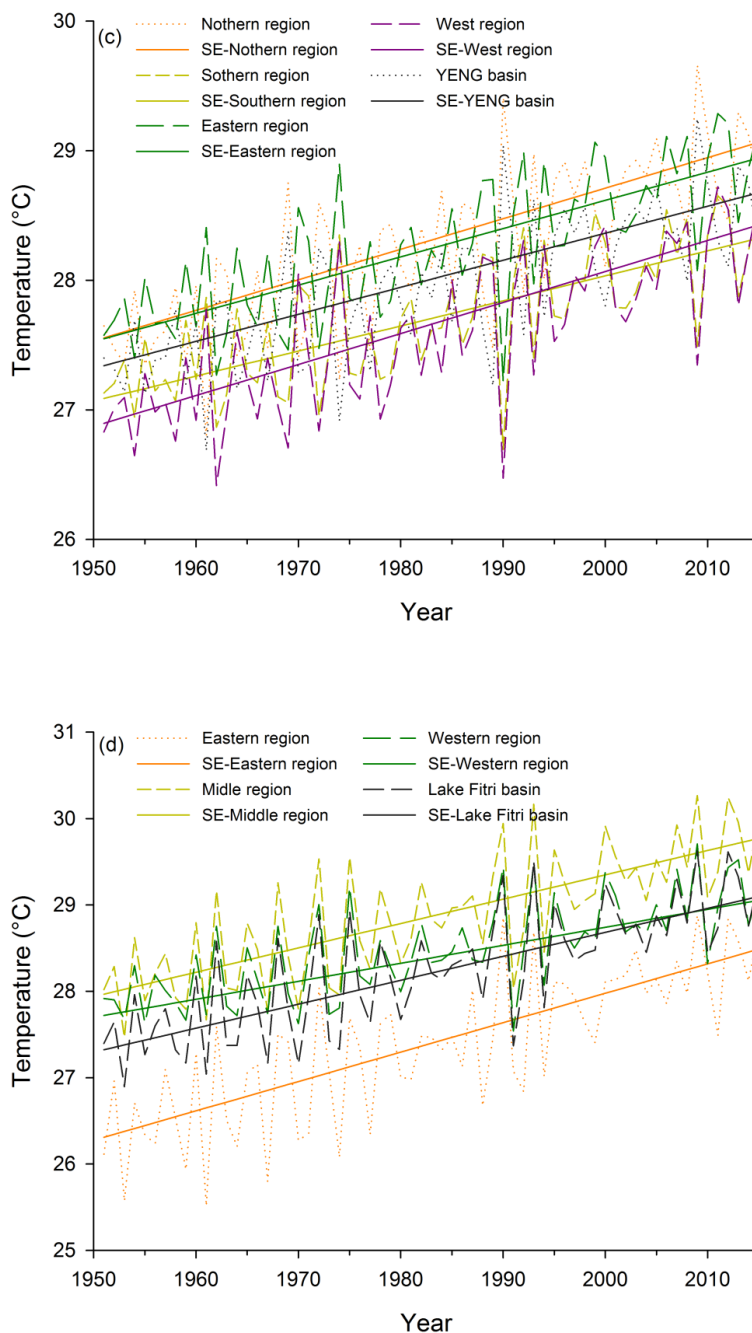 (c)
Nothern region
SE-Nothern region
Sothern region
SE-Southern region
Eastern region
SE-Eastern region
West region
SE-West region
YENG basin
SE-YENG basin
30
29
28
27
26
Temperature (°C)
1950 1960 1970 1980 1990 2000 2010
Year
(d)
Eastern region
SE-Eastern region
Midle region
SE-Middle region
Western region
SE-Western region
Lake Fitri basin
SE-Lake Fitri basin
31
30
29
28
27
26
25
Temperature (°C)
1950 1960 1970 1980 1990 2000 2010
Year